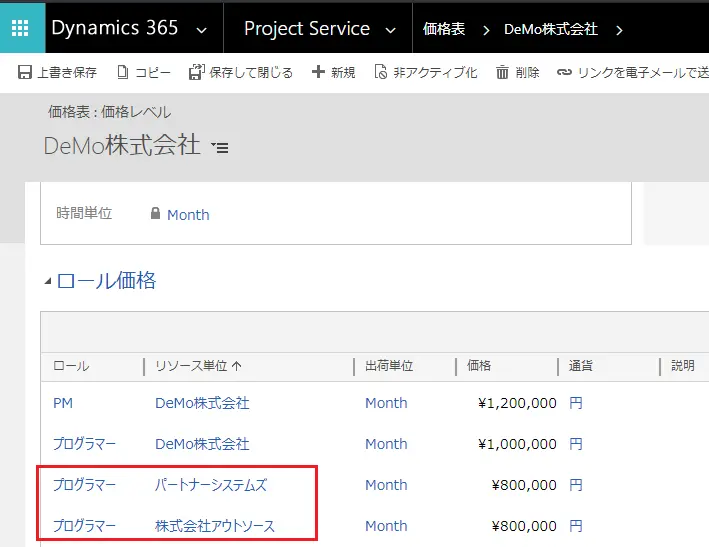 Dynamics 365 Project Service 価格表 DeMo株式会社
上書き保存 コピー 保存して閉じる 新規 非アクティブ化 削除 リンクを電子メールで送
価格表 : 価格レベル
DeMo株式会社
時間単位 Month
ロール価格
ロール リソース単位 出荷単位 価格 通貨 説明
PM DeMo株式会社 Month ¥1,200,000 円
プログラマー DeMo株式会社 Month ¥1,000,000 円
プログラマー パートナーシステムズ Month ¥800,000 円
プログラマー 株式会社アウトソース Month ¥800,000 円